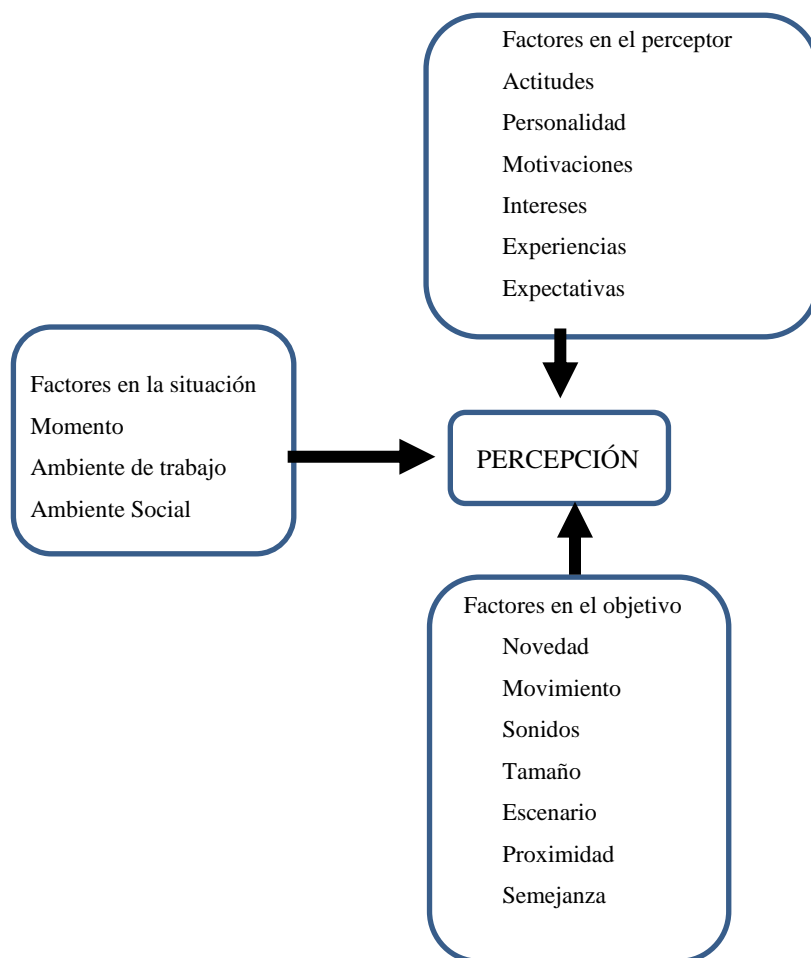 Factores en el perceptor
Actitudes
Personalidad
Motivaciones
Intereses
Experiencias
Expectativas
Factores en la situación
Momento
Ambiente de trabajo
Ambiente Social
PERCEPCIÓN
Factores en el objetivo
Novedad
Movimiento
Sonidos
Tamaño
Escenario
Proximidad
Semejanza